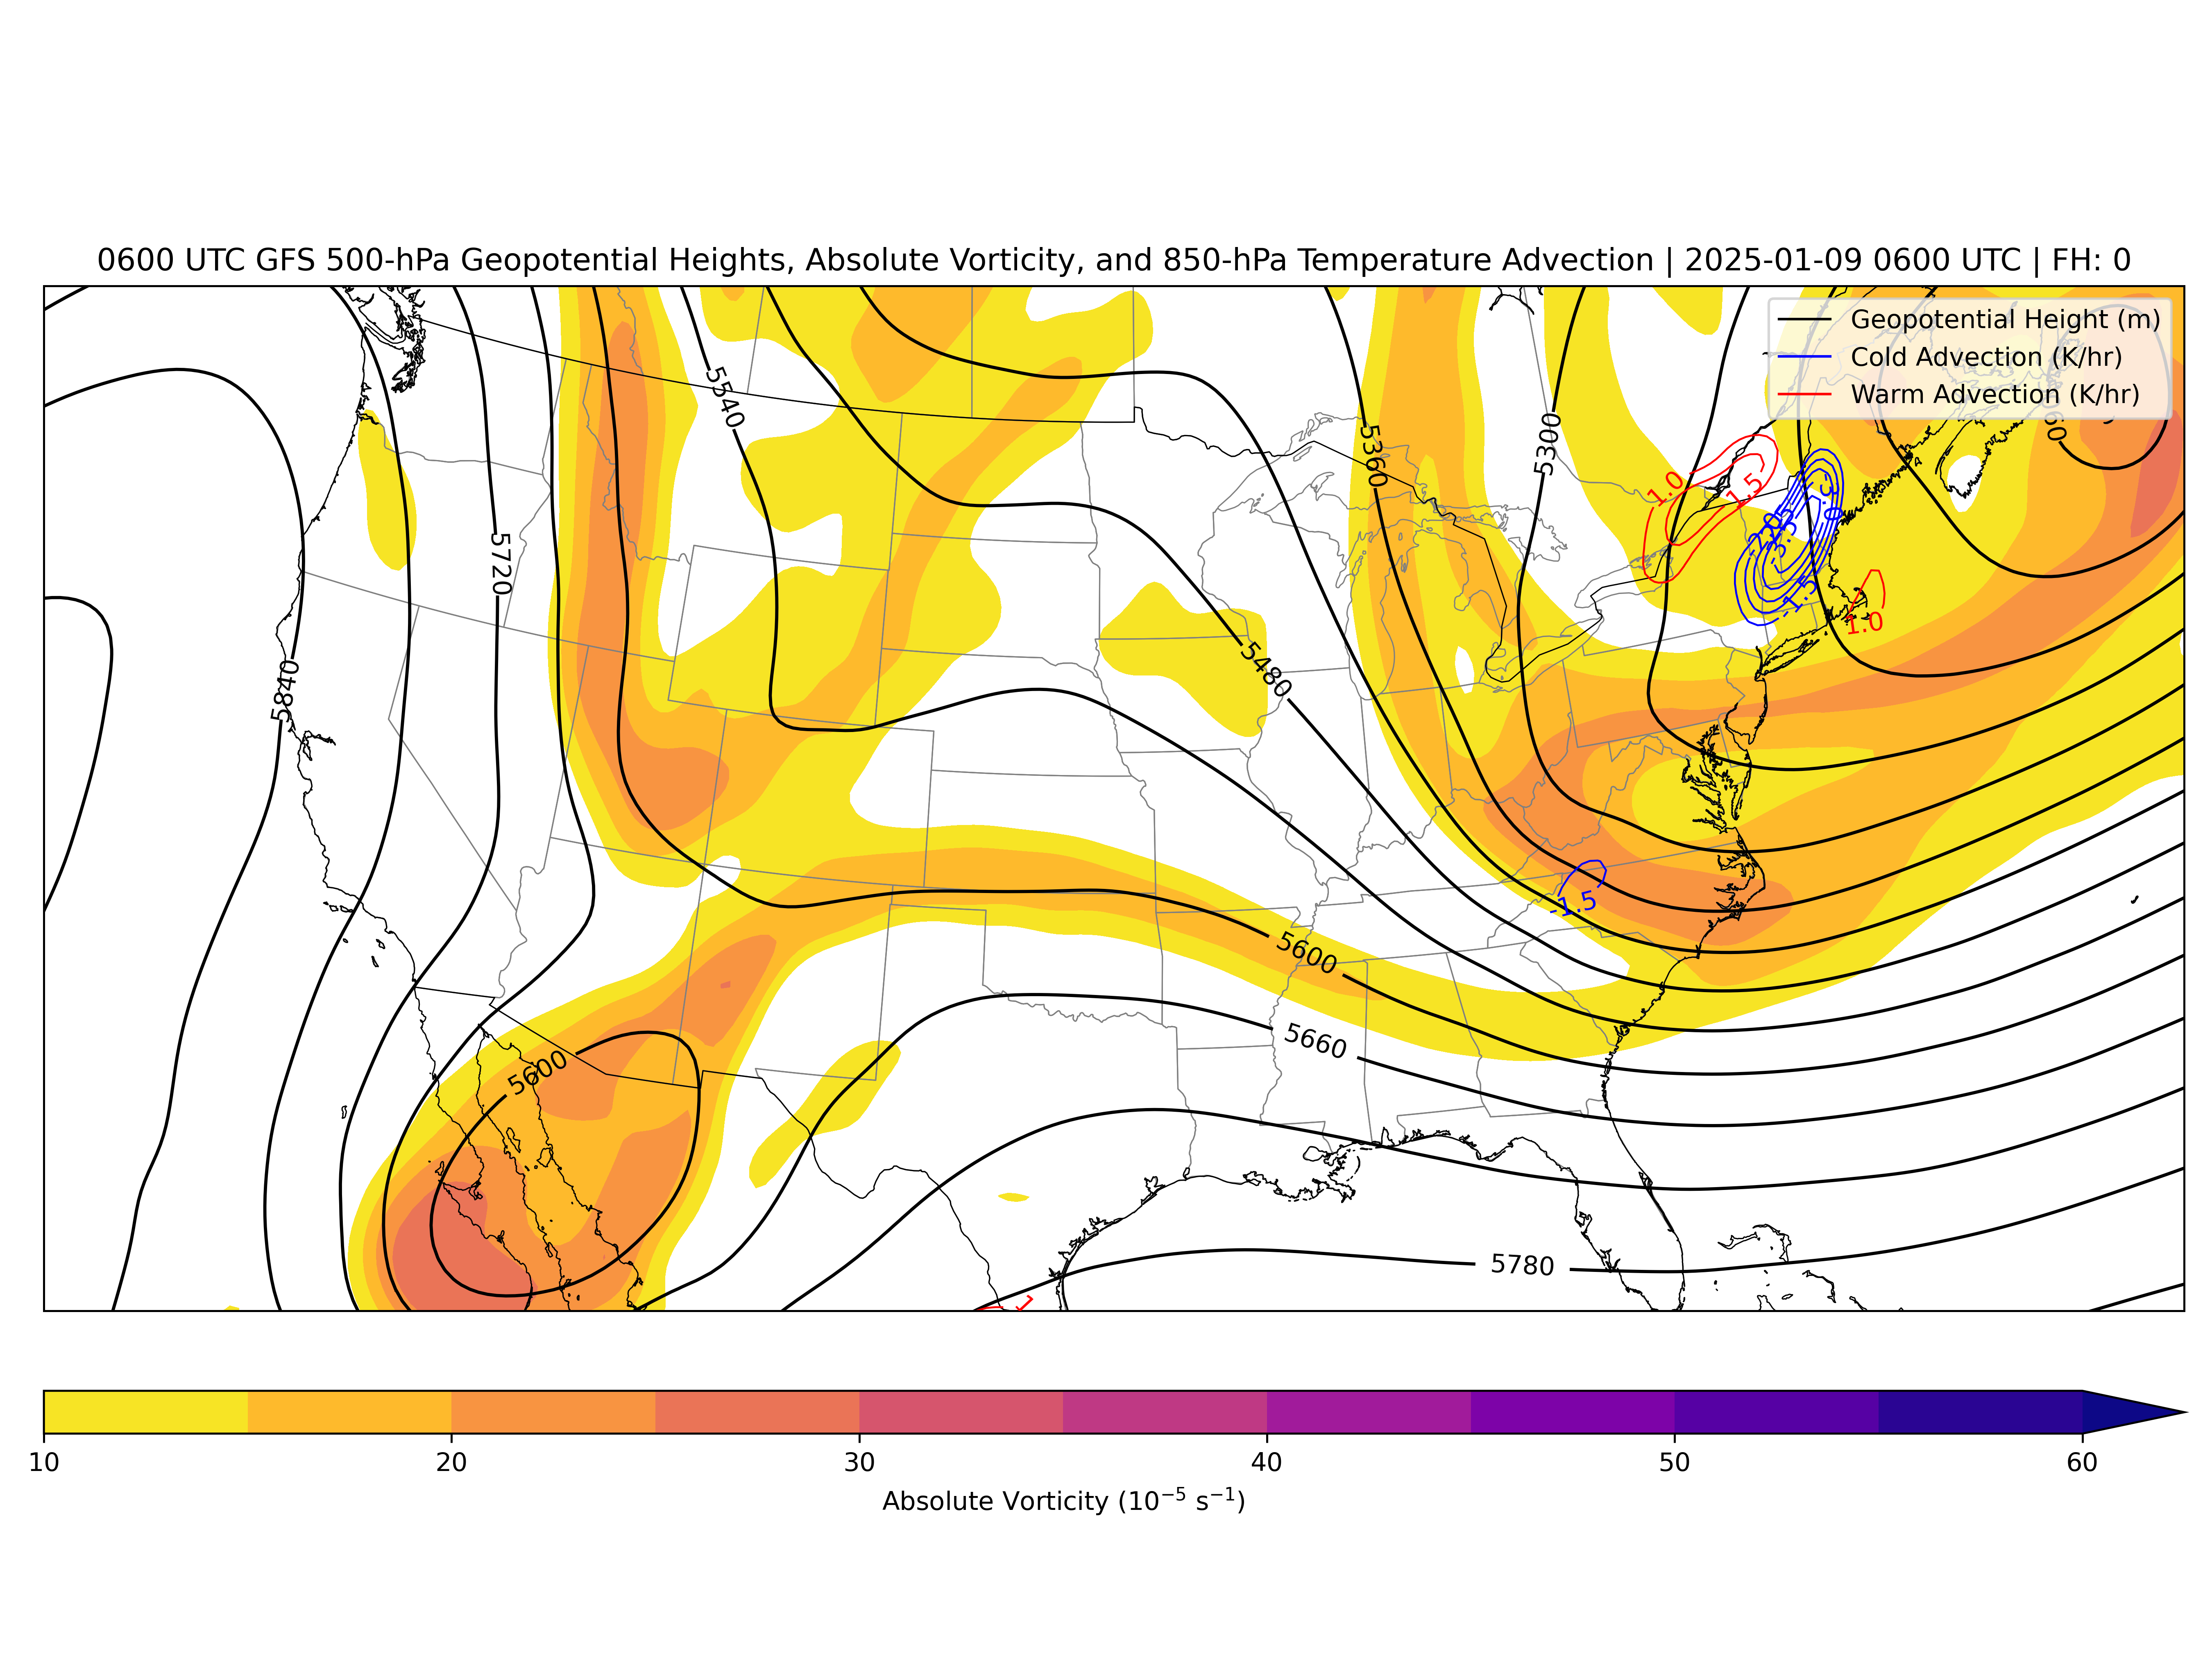 0600 UTC GFS 500-hPa Geopotential Heights, Absolute Vorticity, and 850-hPa Temperature Advection | 2025-01-09 0600 UTC | FH: 0
Geopotential Height (m)
Cold Advection (K/hr)
Warm Advection (K/hr)
5540
5360
5300
1.0
1.5
5720
-1.5
1.0
5840
5480
-1.5
5600
5660
5600
5780
10 20 30 40 50 60
Absolute Vorticity (10⁻⁵ s⁻¹)